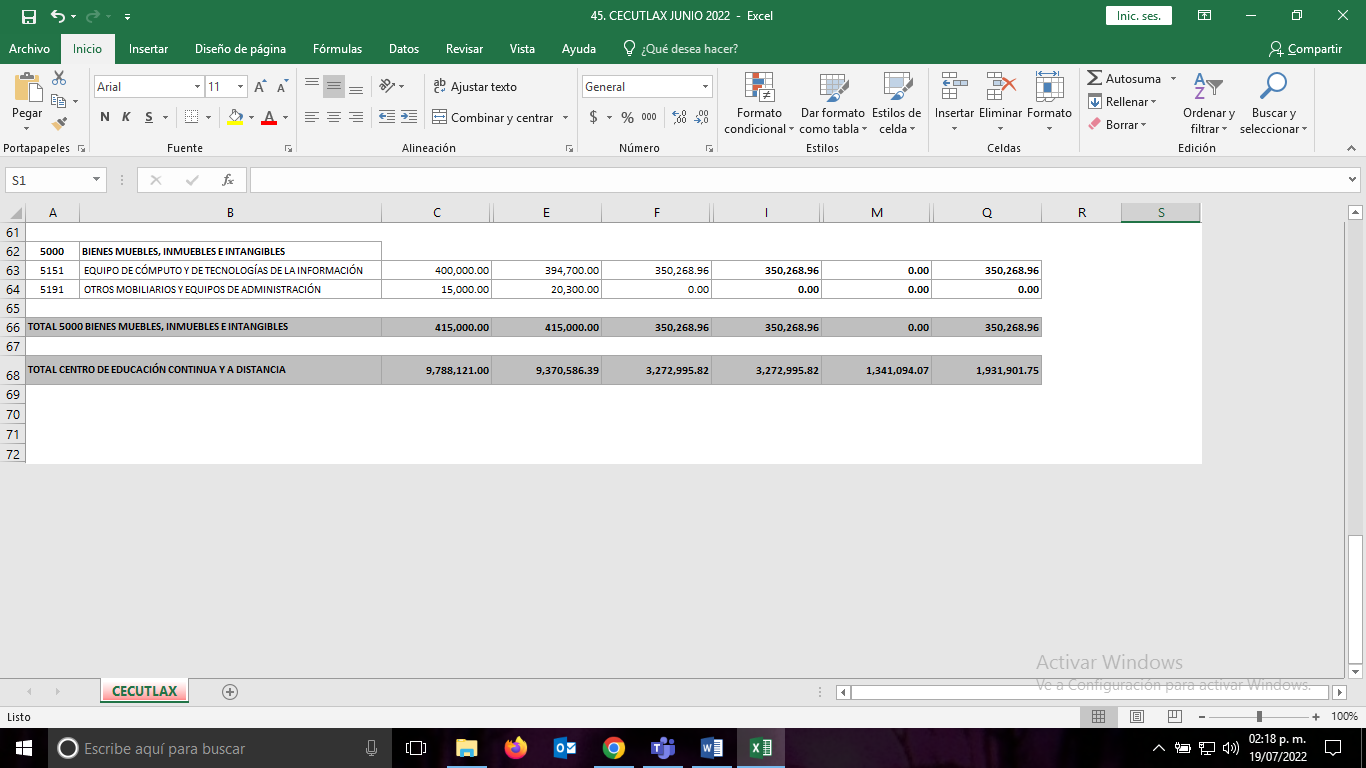 45. CECUTLAX JUNIO 2022 - Excel
Inic. ses.
Archivo Inicio Insertar Diseño de página Fórmulas Datos Revisar Vista Ayuda ¿Qué desea hacer? Compartir
Pegar
Portapapeles
Arial 11
N K S
Fuente
Ajustar texto
Combinar y centrar
Alineación
General
$ % 000
Número
Formato condicional
Dar formato como tabla
Estilos de celda
Estilos
Insertar Eliminar Formato
Celdas
Autosuma
Rellenar
Borrar
Ordenar y filtrar
Buscar y seleccionar
Edición
S1 fx
A B C E F I M Q R S
61
62 5000 BIENES MUEBLES, INMUEBLES E INTANGIBLES
63 5151 EQUIPO DE CÓMPUTO Y DE TECNOLOGÍAS DE LA INFORMACIÓN 400,000.00 394,700.00 350,268.96 350,268.96 0.00 350,268.96
64 5191 OTROS MOBILIARIOS Y EQUIPOS DE ADMINISTRACIÓN 15,000.00 20,300.00 0.00 0.00 0.00 0.00
65
66 TOTAL 5000 BIENES MUEBLES, INMUEBLES E INTANGIBLES 415,000.00 415,000.00 350,268.96 350,268.96 0.00 350,268.96
67
68 TOTAL CENTRO DE EDUCACIÓN CONTINUA Y A DISTANCIA 9,788,121.00 9,370,586.39 3,272,995.82 3,272,995.82 1,341,094.07 1,931,901.75
69
70
71
72
Activar Windows
Ve a Configuración para activar Windows.
CECUTLAX
Listo
100%
Escribe aquí para buscar
02:18 p. m.
19/07/2022